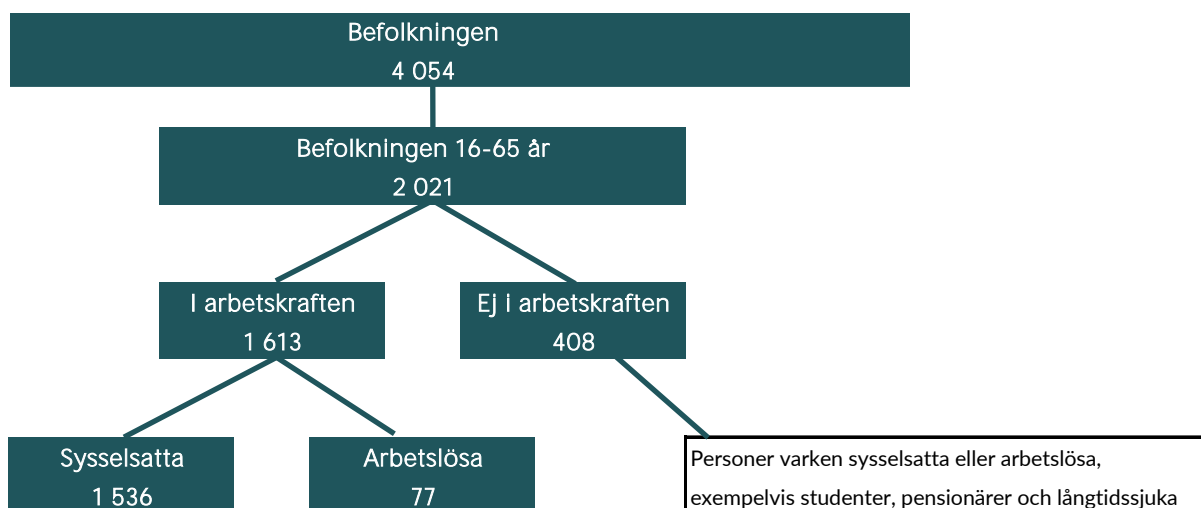 Befolkningen
4 054
Befolkningen 16-65 år
2 021
I arbetskraften
1 613
Ej i arbetskraften
408
Sysselsatta
1 536
Arbetslösa
77
Personer varken sysselsatta eller arbetslösa,
exempelvis studenter, pensionärer och långtidssjuka